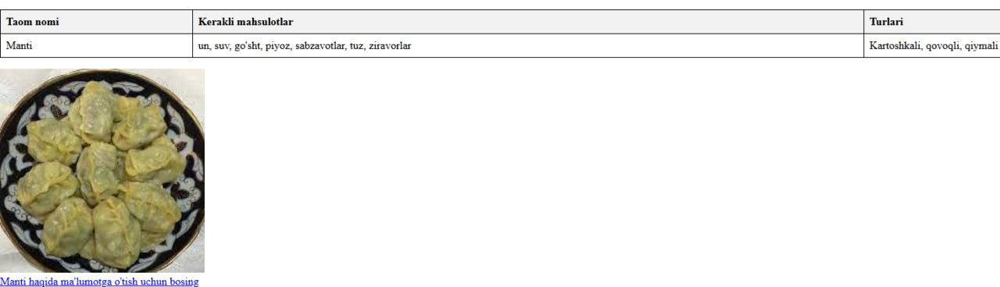 Taom nomi Kerakli mahsulotlar Turlari
Manti un, suv, go'sht, piyoz, sabzavotlar, tuz, ziravorlar Kartoshkali, qovoqli, qiymali
Manti haqida ma'lumotga o'tish uchun bosing